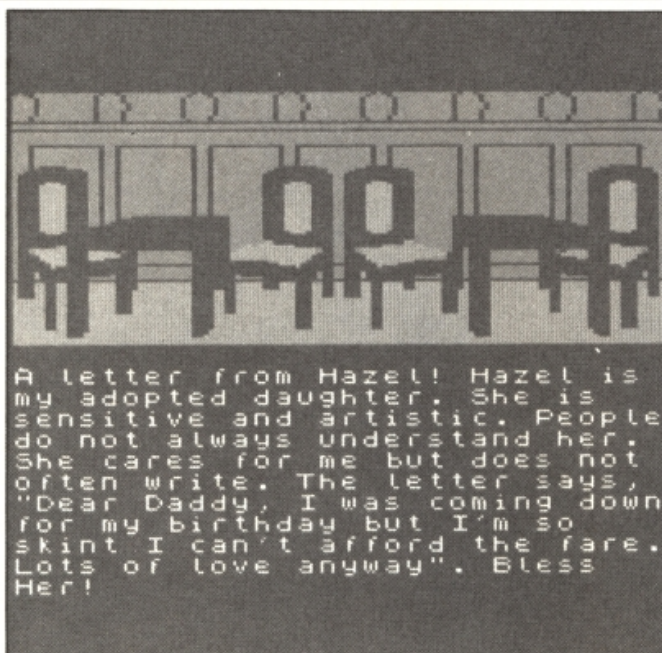 A letter from Hazel! Hazel is
my adopted daughter. She is
sensitive and artistic. People
do not always understand her.
She cares for me but does not
often write. The letter says,
"Dear Daddy, I was coming down
for my birthday but I'm so
skint I can't afford the fare.
Lots of love anyway". Bless
Her!